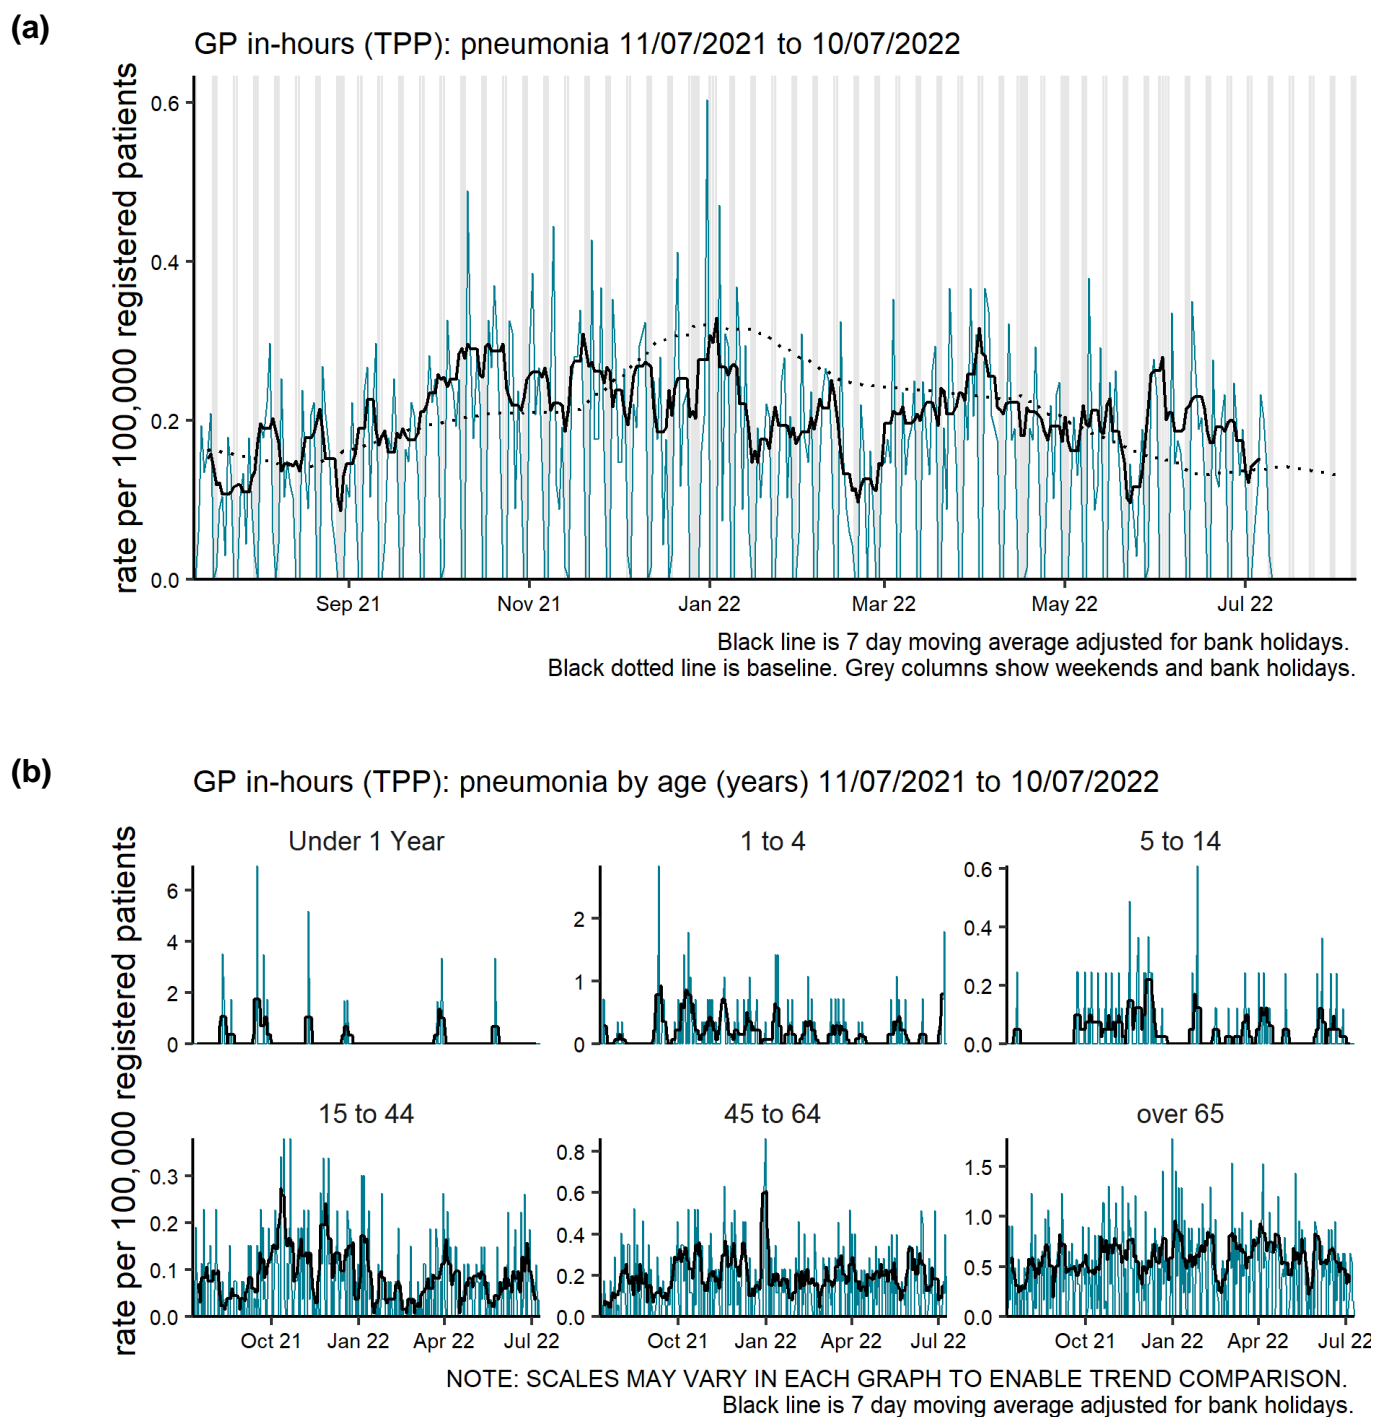 (a)
GP in-hours (TPP): pneumonia 11/07/2021 to 10/07/2022
rate per 100,000 registered patients
0.6
0.4
0.2
0.0
Sep 21 Nov 21 Jan 22 Mar 22 May 22 Jul 22
Black line is 7 day moving average adjusted for bank holidays.
Black dotted line is baseline. Grey columns show weekends and bank holidays.
(b)
GP in-hours (TPP): pneumonia by age (years) 11/07/2021 to 10/07/2022
rate per 100,000 registered patients
Under 1 Year
6
4
2
0
1 to 4
2
1
0
5 to 14
0.6
0.4
0.2
0.0
15 to 44
0.3
0.2
0.1
0.0
Oct 21 Jan 22 Apr 22 Jul 22
45 to 64
0.8
0.6
0.4
0.2
0.0
Oct 21 Jan 22 Apr 22 Jul 22
over 65
1.5
1.0
0.5
0.0
Oct 21 Jan 22 Apr 22 Jul 22
NOTE: SCALES MAY VARY IN EACH GRAPH TO ENABLE TREND COMPARISON.
Black line is 7 day moving average adjusted for bank holidays.